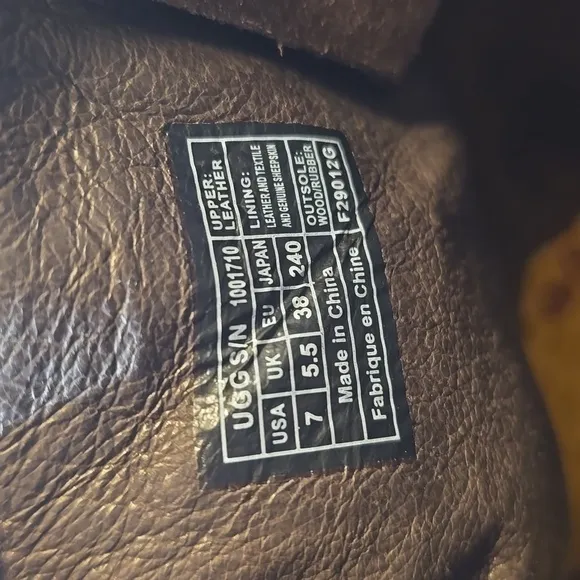 UGG S/N 1001710
UPPER:
LEATHER
USA UK EU JAPAN
LINING:
LEATHER AND TEXTILE
AND GENUINE SHEEPSKIN
7 5.5 38 240
OUTSOLE:
WOOD/RUBBER
Made in China
F29012G
Fabrique en Chine